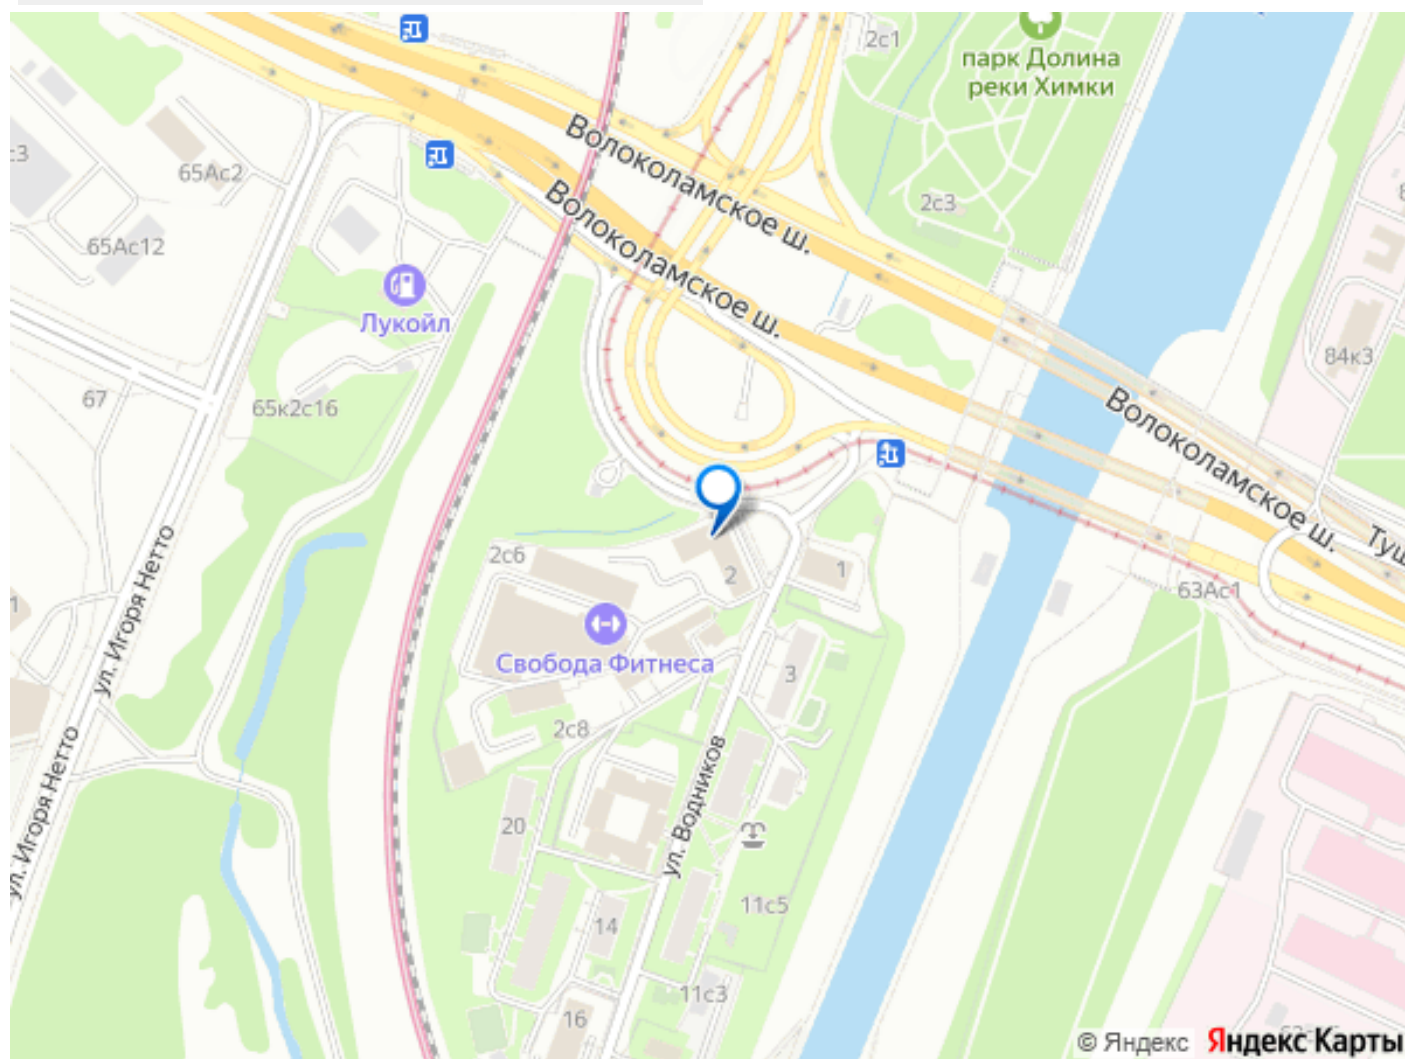 2с1
парк Долина
реки Химки
Волоколамское ш.
с3
65Ас2
Волоколамское ш.
2с3
65Ас12
Лукойл
84к3
67
65к2с16
Волоколамское ш.
Туш
2с6
2
1
63Ас1
1
ул. Игоря Нетто
Свобода Фитнеса
3
2с8
ул. Игоря Нетто
ул. Водников
20
14
11с5
11с3
16
© Яндекс Яндекс Карты